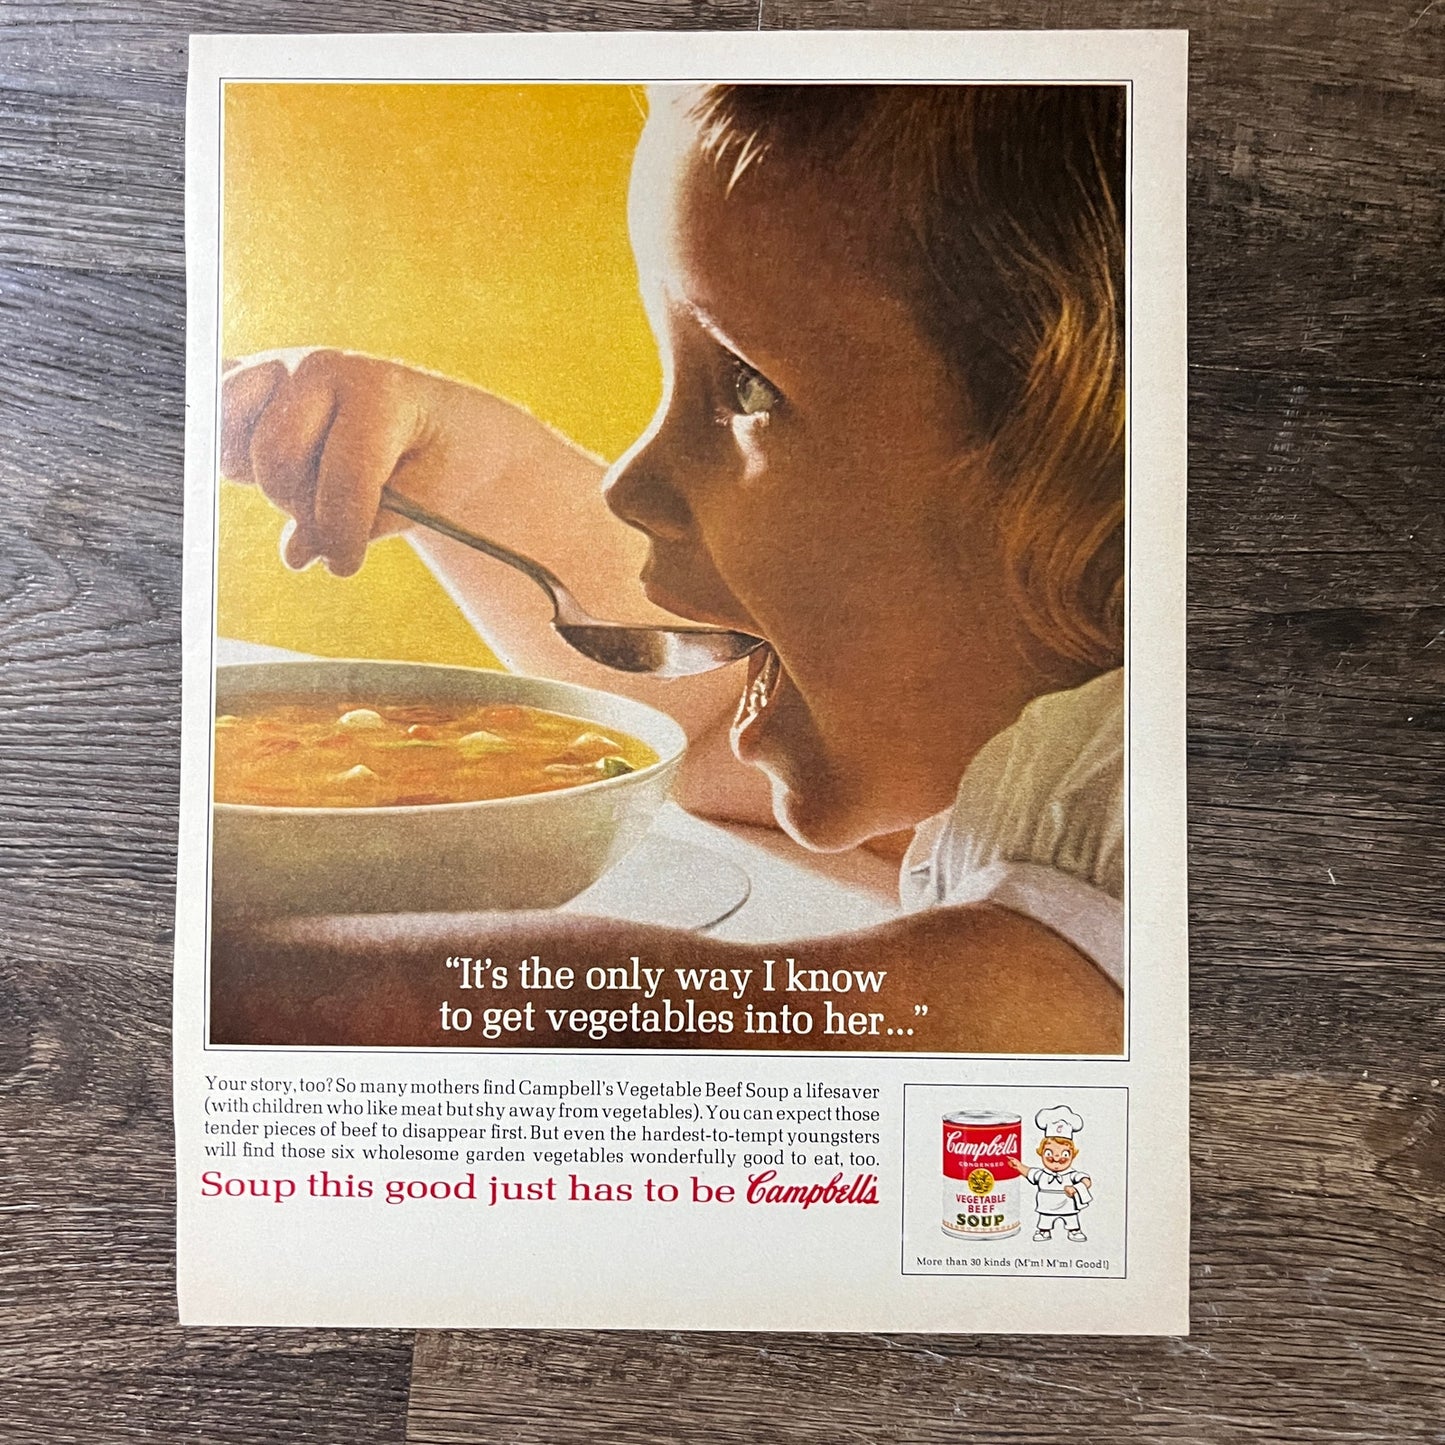 “It’s the only way I know
to get vegetables into her...”
Your story, too? So many mothers find Campbell’s Vegetable Beef Soup a lifesaver
(with children who like meat but shy away from vegetables). You can expect those
tender pieces of beef to disappear first. But even the hardest-to-tempt youngsters
will find those six wholesome garden vegetables wonderfully good to eat, too.
Soup this good just has to be Campbell’s
Campbell’s
CONDENSED
VEGETABLE
BEEF
SOUP
C
More than 30 kinds (M’m! M’m! Good!)